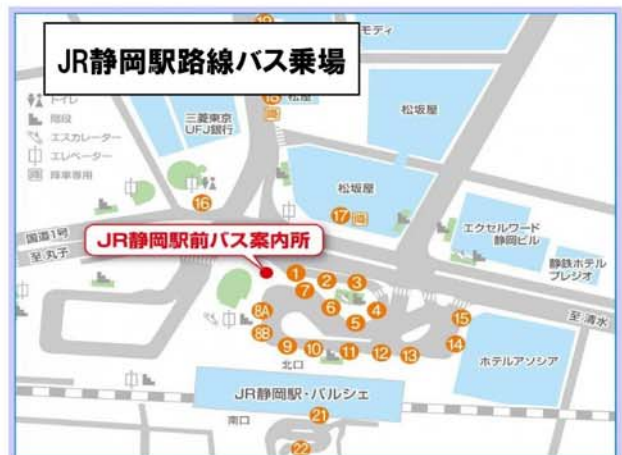 JR静岡駅路線バス乗場
モディ
トイレ
階段
エスカレーター
エレベーター
降車専用
三菱東京
UFJ銀行
松屋
松坂屋
松坂屋
16
17
国道1号
至丸子
エクセルワード
静岡ビル
静鉄ホテル
プレジオ
JR静岡駅前バス案内所
1
2
3
7
6
4
5
8A
8B
15
至清水
9
10
11
12
13
14
北口
ホテルアソシア
JR静岡駅・パルシェ
南口
21
22